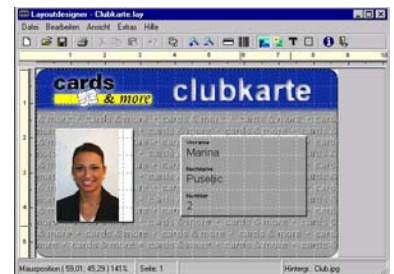 Layoutdesigner - Clubkarte.lay
Datei Bearbeiten Ansicht Extras Hilfe
cards
& more
clubkarte
Vorname
Marina
Nachname
Puseljic
Nummer
2
Mausposition | 59,01; 45,29 | 141% Seite: 1 Hintergr.: Club.jpg